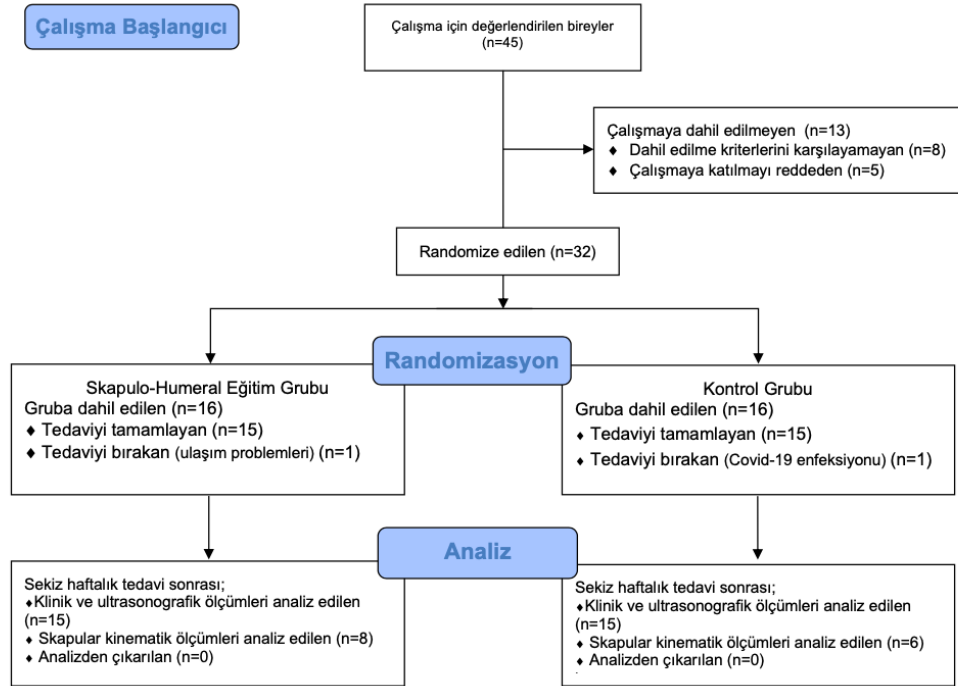 Çalışma Başlangıcı
Çalışma için değerlendirilen bireyler
(n=45)
Çalışmaya dahil edilmeyen (n=13)
♦ Dahil edilme kriterlerini karşılayamayan (n=8)
♦ Çalışmaya katılmayı reddeden (n=5)
Randomize edilen (n=32)
Randomizasyon
Skapulo-Humeral Eğitim Grubu
Gruba dahil edilen (n=16)
♦ Tedaviyi tamamlayan (n=15)
♦ Tedaviyi bırakan (ulaşım problemleri) (n=1)
Kontrol Grubu
Gruba dahil edilen (n=16)
♦ Tedaviyi tamamlayan (n=15)
♦ Tedaviyi bırakan (Covid-19 enfeksiyonu) (n=1)
Analiz
Sekiz haftalık tedavi sonrası;
♦Klinik ve ultrasonografik ölçümleri analiz edilen
(n=15)
♦ Skapular kinematik ölçümleri analiz edilen (n=8)
♦ Analizden çıkarılan (n=0)
Sekiz haftalık tedavi sonrası;
♦Klinik ve ultrasonografik ölçümleri analiz edilen
(n=15)
♦ Skapular kinematik ölçümleri analiz edilen (n=6)
♦ Analizden çıkarılan (n=0)